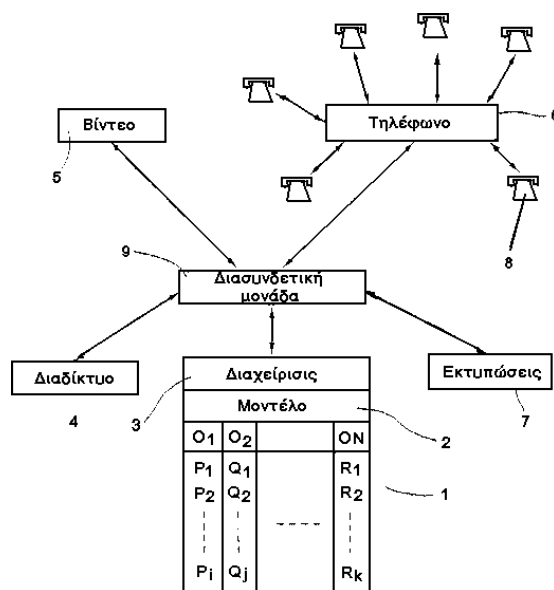 Βίντεο
5
Τηλέφωνο
6
8
9
Διασυνδετική
μονάδα
Διαδίκτυο
4
Διαχείρισις
3
Μοντέλο
2
Εκτυπώσεις
7
O1 O2 ON
P1 Q1 R1
P2 Q2 R2
1
Pi Qj Rk